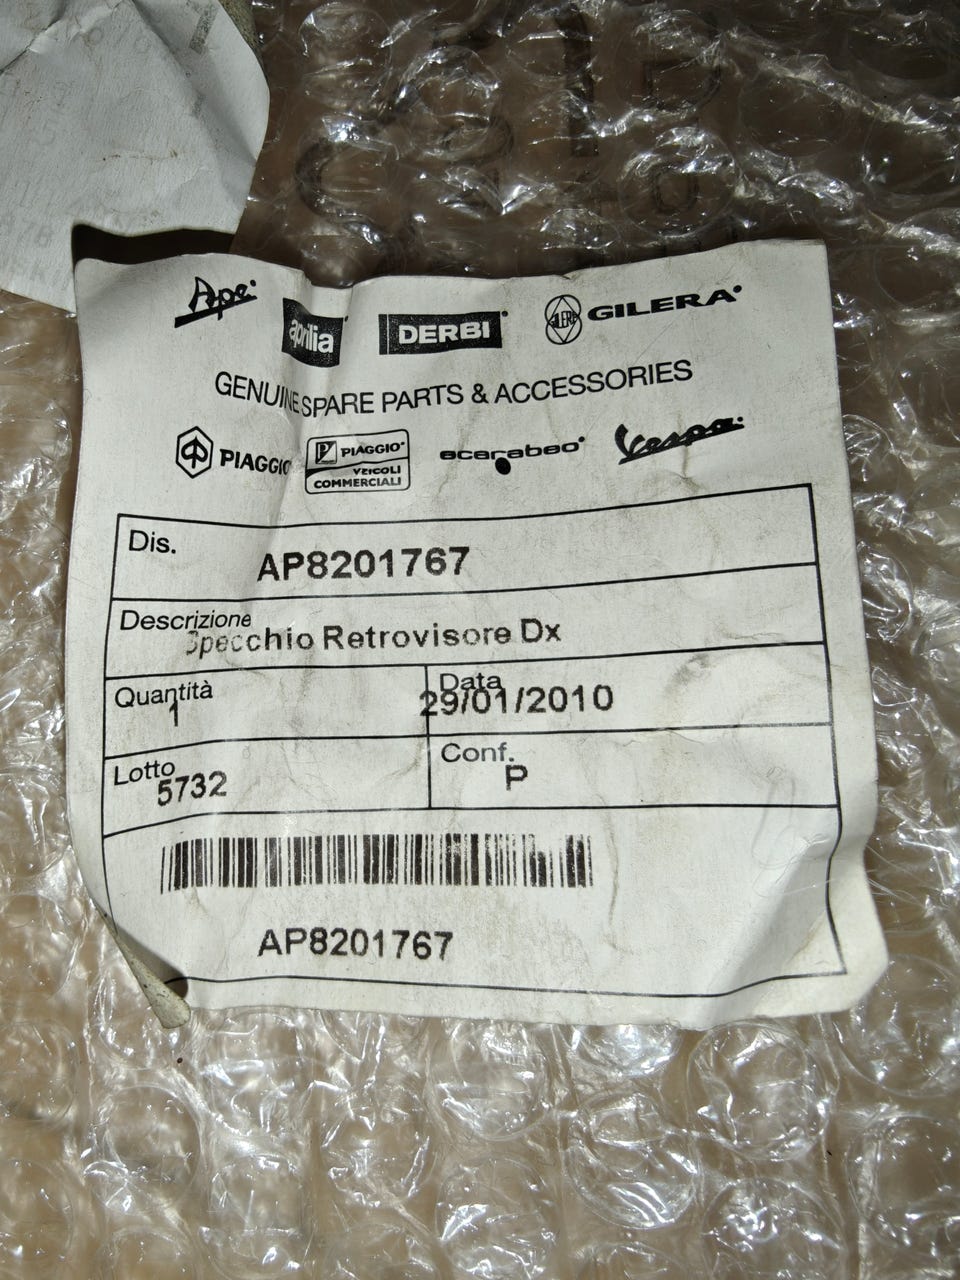 Ape
aprilia DERBI GILERA GILERA
GENUINE SPARE PARTS & ACCESSORIES
PIAGGIO P PIAGGIO scarabeo Vespa
VEICOLI
COMMERCIALI
Dis.
AP8201767
Descrizione
Specchio Retrovisore Dx
Quantità Data
1 29/01/2010
Lotto Conf.
5732 P
AP8201767